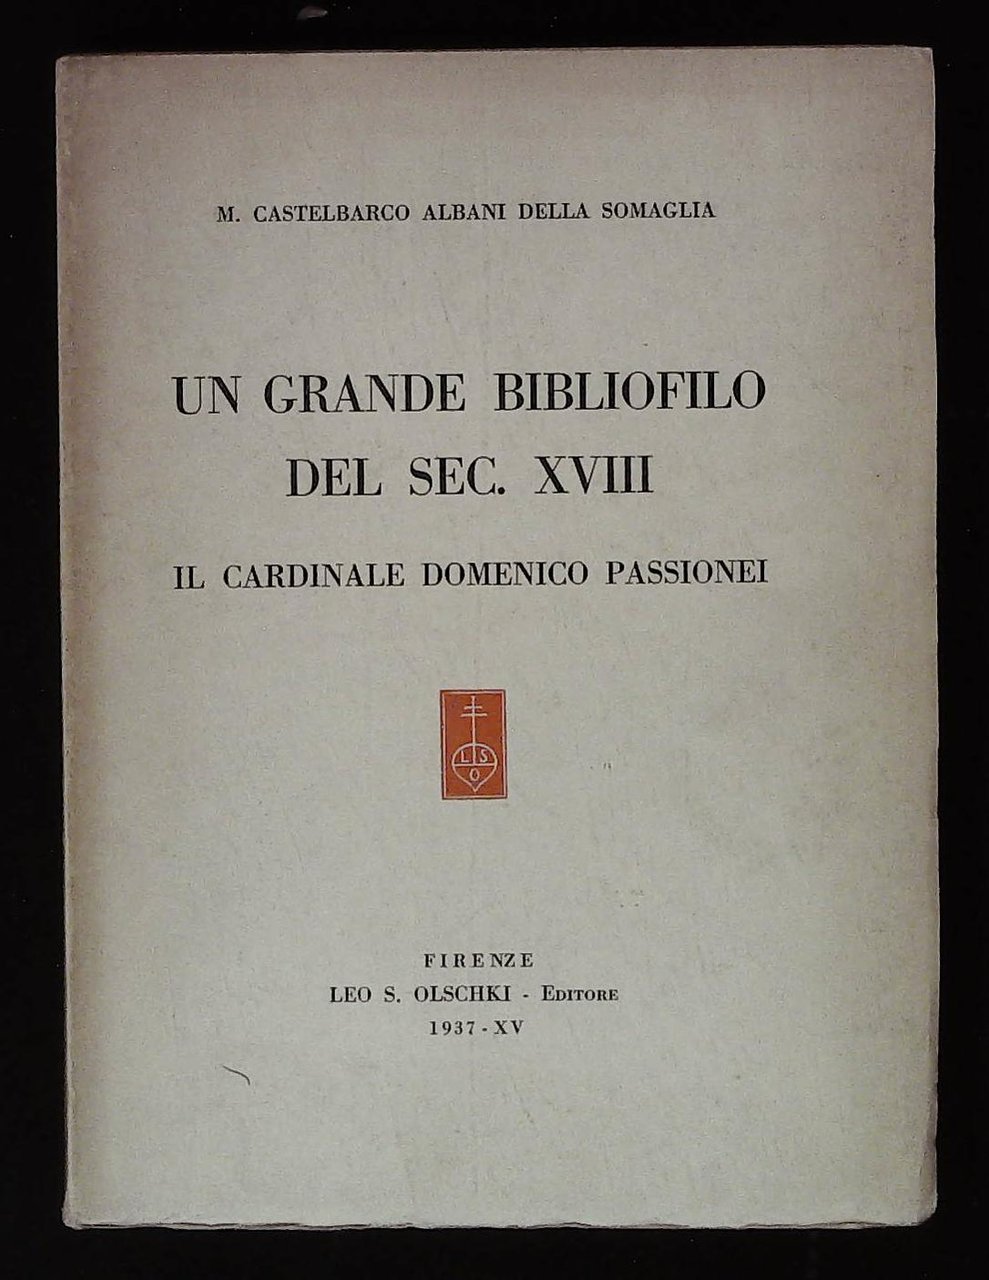 M. CASTELBARCO ALBANI DELLA SOMAGLIA
UN GRANDE BIBLIOFILO
DEL SEC. XVIII
IL CARDINALE DOMENICO PASSIONEI
L S
O
FIRENZE
LEO S. OLSCHKI - EDITORE
1937 - XV